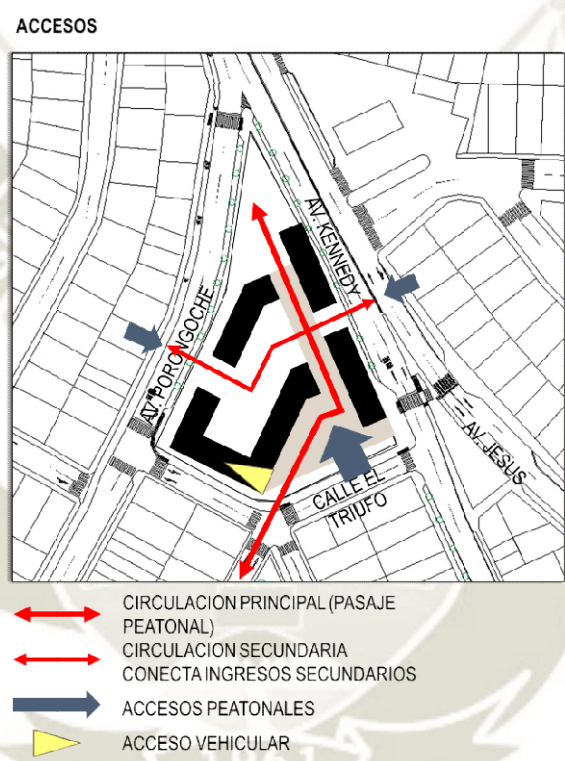 ACCESOS
AV. KENNEDY
AV. PORONGOCHE
AV. JESUS
CALLE EL
TRIUFO
CIRCULACION PRINCIPAL (PASAJE
PEATONAL)
CIRCULACION SECUNDARIA
CONECTA INGRESOS SECUNDARIOS
ACCESOS PEATONALES
ACCESO VEHICULAR